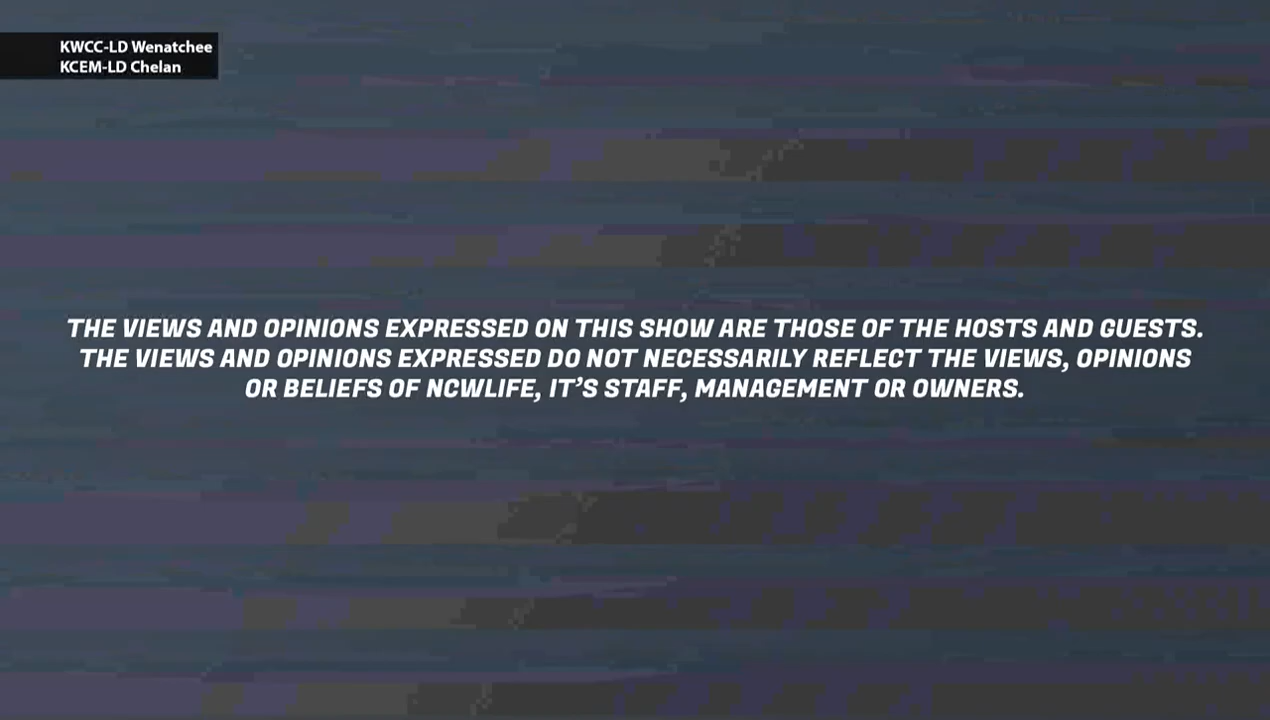 KWCC-LD Wenatchee
KCEM-LD Chelan
THE VIEWS AND OPINIONS EXPRESSED ON THIS SHOW ARE THOSE OF THE HOSTS AND GUESTS.
THE VIEWS AND OPINIONS EXPRESSED DO NOT NECESSARILY REFLECT THE VIEWS, OPINIONS
OR BELIEFS OF NCWLIFE, IT’S STAFF, MANAGEMENT OR OWNERS.